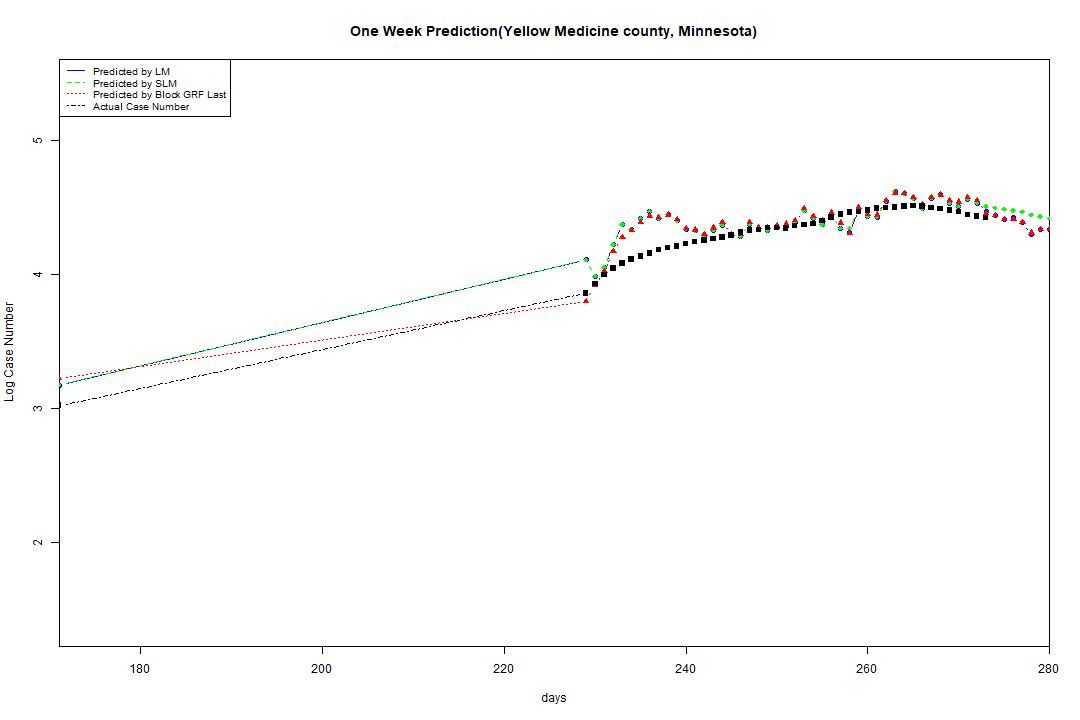 One Week Prediction(Yellow Medicine county, Minnesota)
Predicted by LM
Predicted by SLM
Predicted by Block GRF Last
Actual Case Number
5
4
3
2
Log Case Number
180
200
220
240
260
280
days